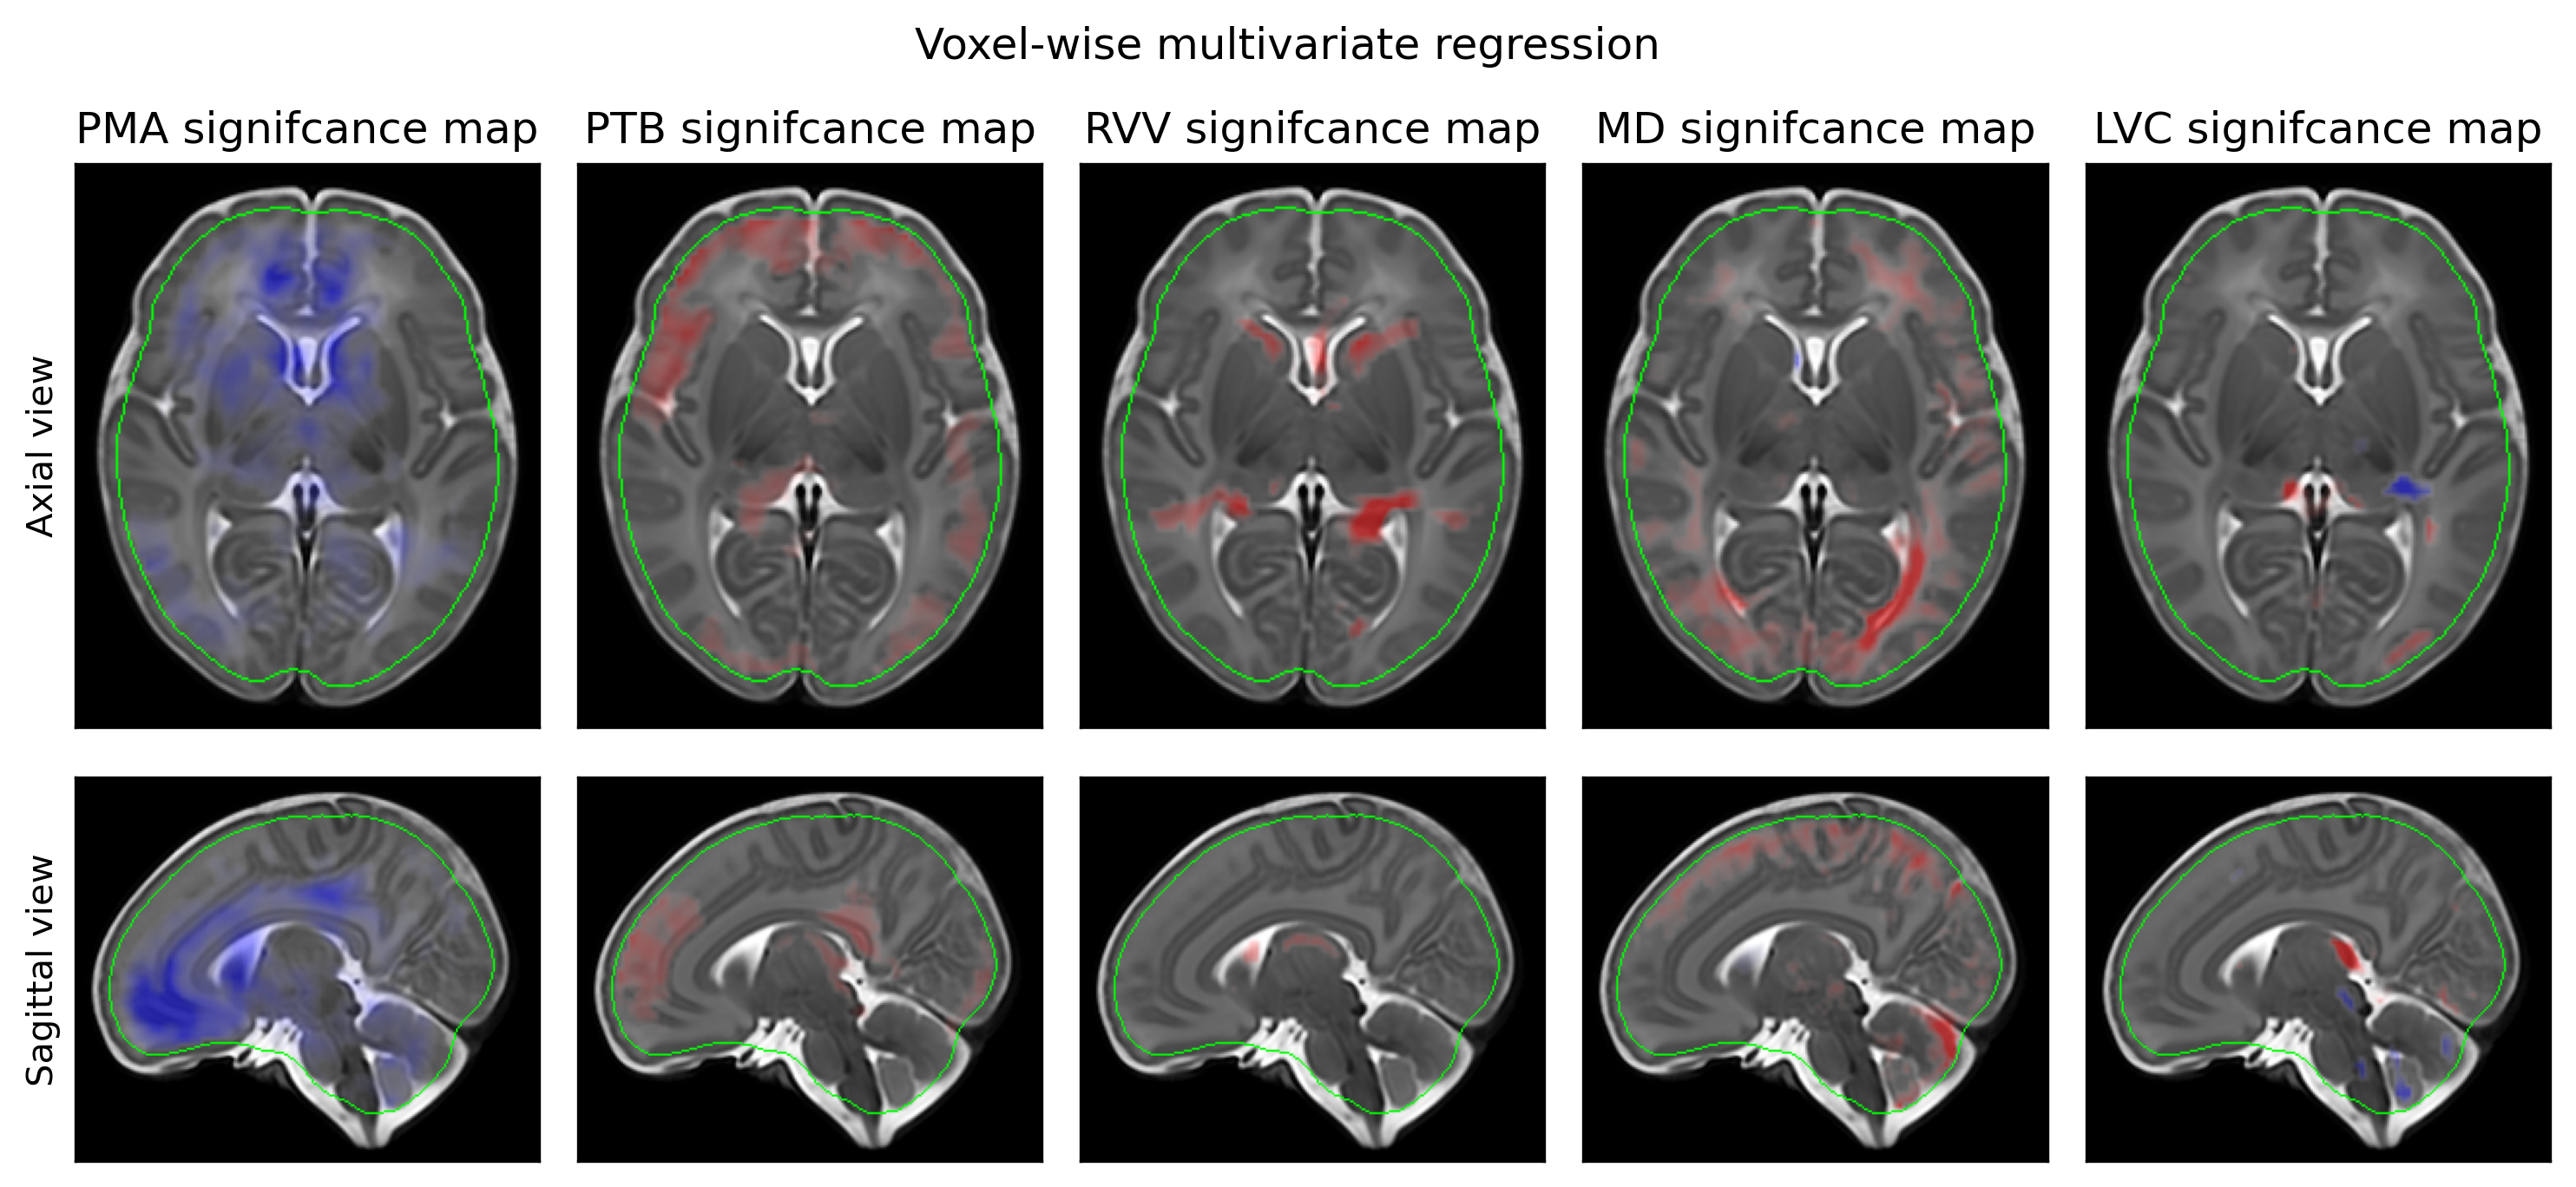 Voxel-wise multivariate regression
PMA signifcance map
PTB signifcance map
RVV signifcance map
MD signifcance map
LVC signifcance map
Axial view
Sagittal view